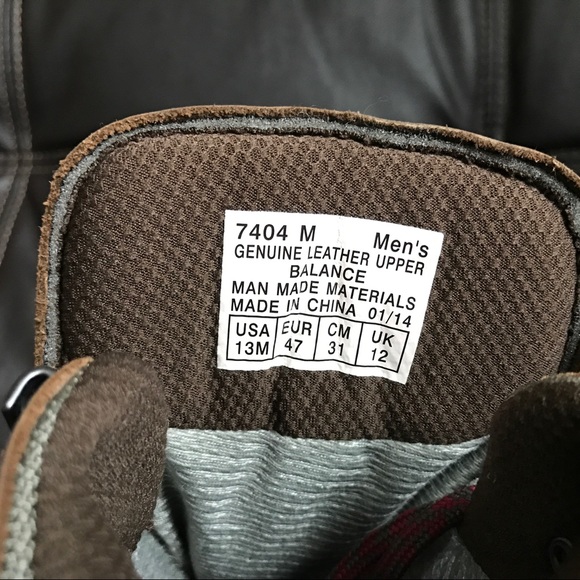 7404 M Men's
GENUINE LEATHER UPPER
BALANCE
MAN MADE MATERIALS
MADE IN CHINA 01/14
USA EUR CM UK
13M 47 31 12